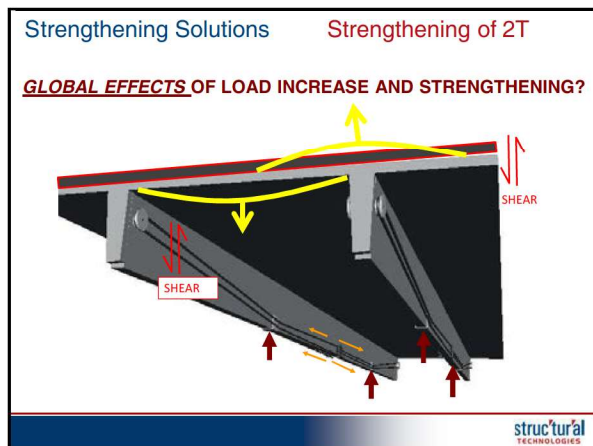 Strengthening Solutions Strengthening of 2T
GLOBAL EFFECTS OF LOAD INCREASE AND STRENGTHENING?
SHEAR
SHEAR
struc'tur'al
TECHNOLOGIES